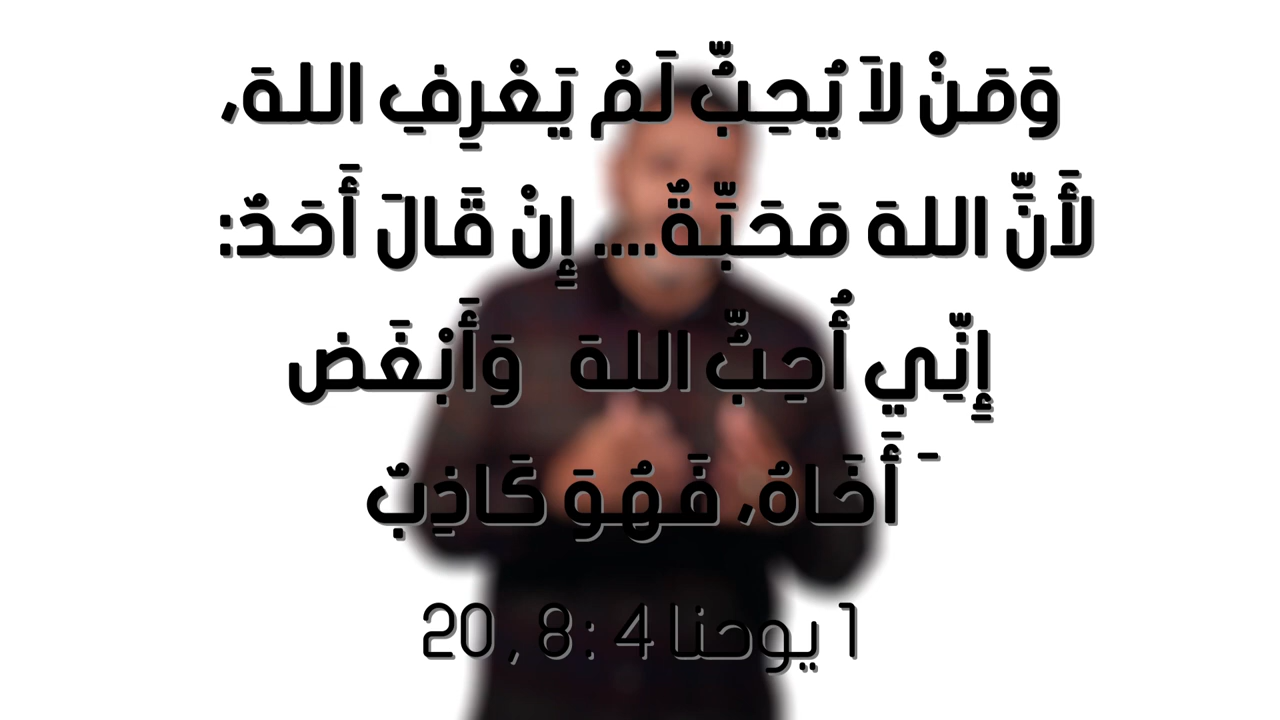 وَمَنْ لاَ يُحِبُّ لَمْ يَعْرِفِ اللهَ،
لأَنَّ اللهَ مَحَبَّةٌ.... إِنْ قَالَ أَحَدٌ:
إِنِّي أُحِبُّ اللهَ وَأَبْغَضَ
أَخَاهُ، فَهُوَ كَاذِبٌ
1 يوحنا 4 : 8 , 20